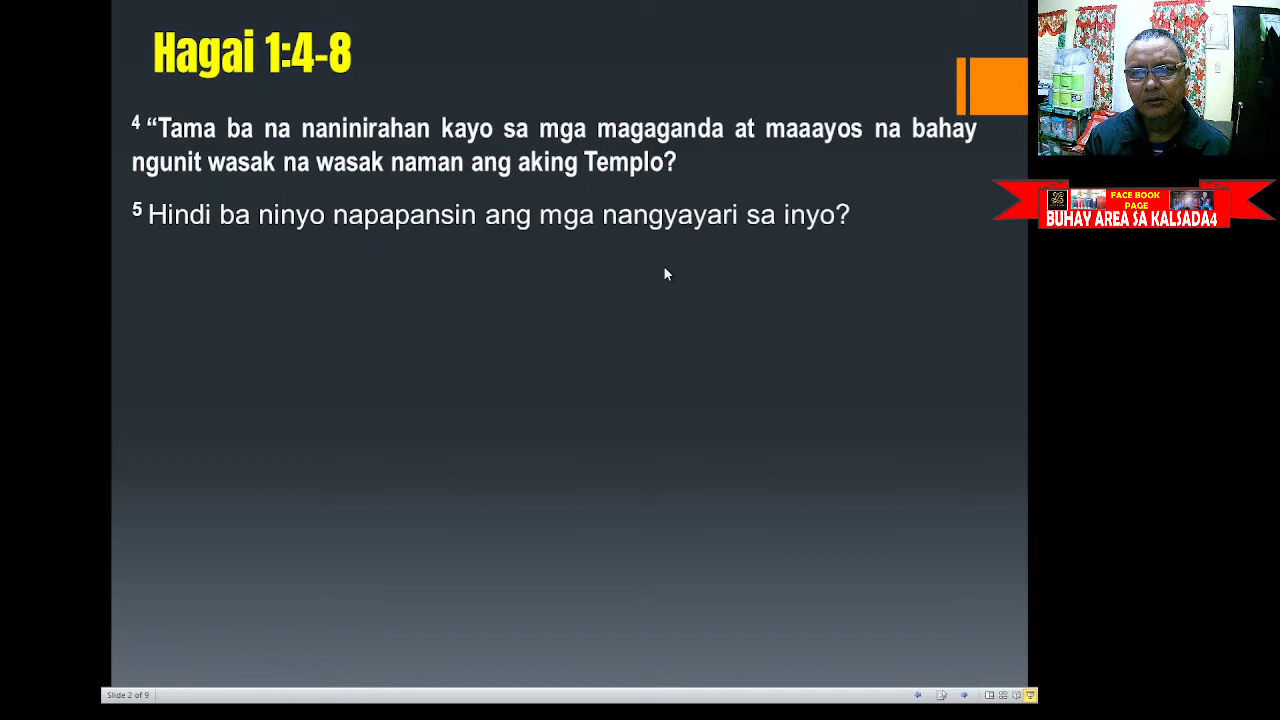 Hagai 1:4-8
4 “Tama ba na naninirahan kayo sa mga magaganda at maaayos na bahay
ngunit wasak na wasak naman ang aking Templo?
5 Hindi ba ninyo napapansin ang mga nangyayari sa inyo?
FACE BOOK
PAGE
BUHAY AREA SA KALSADA4
Slide 2 of 9